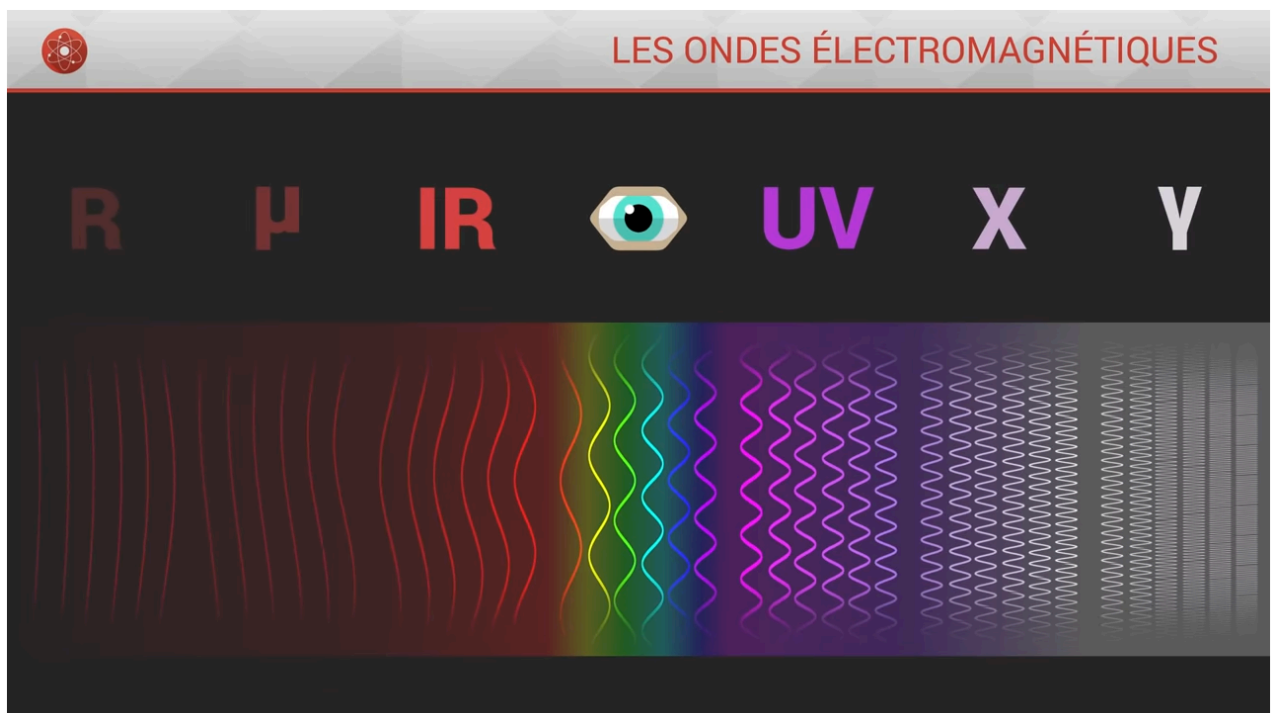 LES ONDES ÉLECTROMAGNÉTIQUES
R µ IR UV X γ